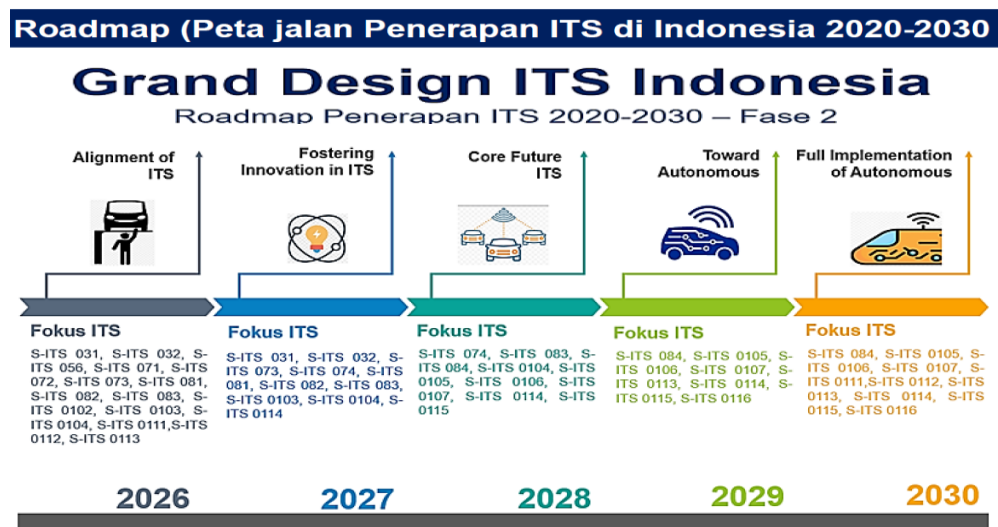 Roadmap (Peta jalan Penerapan ITS di Indonesia 2020-2030
Grand Design ITS Indonesia
Roadmap Penerapan ITS 2020-2030 – Fase 2
Alignment of
ITS
Fostering
Innovation in ITS
Core Future
ITS
Toward
Autonomous
Full Implementation
of Autonomous
Fokus ITS
S-ITS 031, S-ITS 032, S-
ITS 056, S-ITS 071, S-ITS
072, S-ITS 073, S-ITS 081,
S-ITS 082, S-ITS 083, S-
ITS 0102, S-ITS 0103, S-
ITS 0104, S-ITS 0111,S-ITS
0112, S-ITS 0113
Fokus ITS
S-ITS 031, S-ITS 032, S-
ITS 073, S-ITS 074, S-ITS
081, S-ITS 082, S-ITS 083,
S-ITS 0103, S-ITS 0104, S-
ITS 0114
Fokus ITS
S-ITS 074, S-ITS 083, S-
ITS 084, S-ITS 0104, S-ITS
0105, S-ITS 0106, S-ITS
0107, S-ITS 0114, S-ITS
0115
Fokus ITS
S-ITS 084, S-ITS 0105, S-
ITS 0106, S-ITS 0107, S-
ITS 0113, S-ITS 0114, S-
ITS 0115, S-ITS 0116
Fokus ITS
S-ITS 084, S-ITS 0105, S-
ITS 0106, S-ITS 0107, S-
ITS 0111,S-ITS 0112, S-ITS
0113, S-ITS 0114, S-ITS
0115, S-ITS 0116
2026
2027
2028
2029
2030